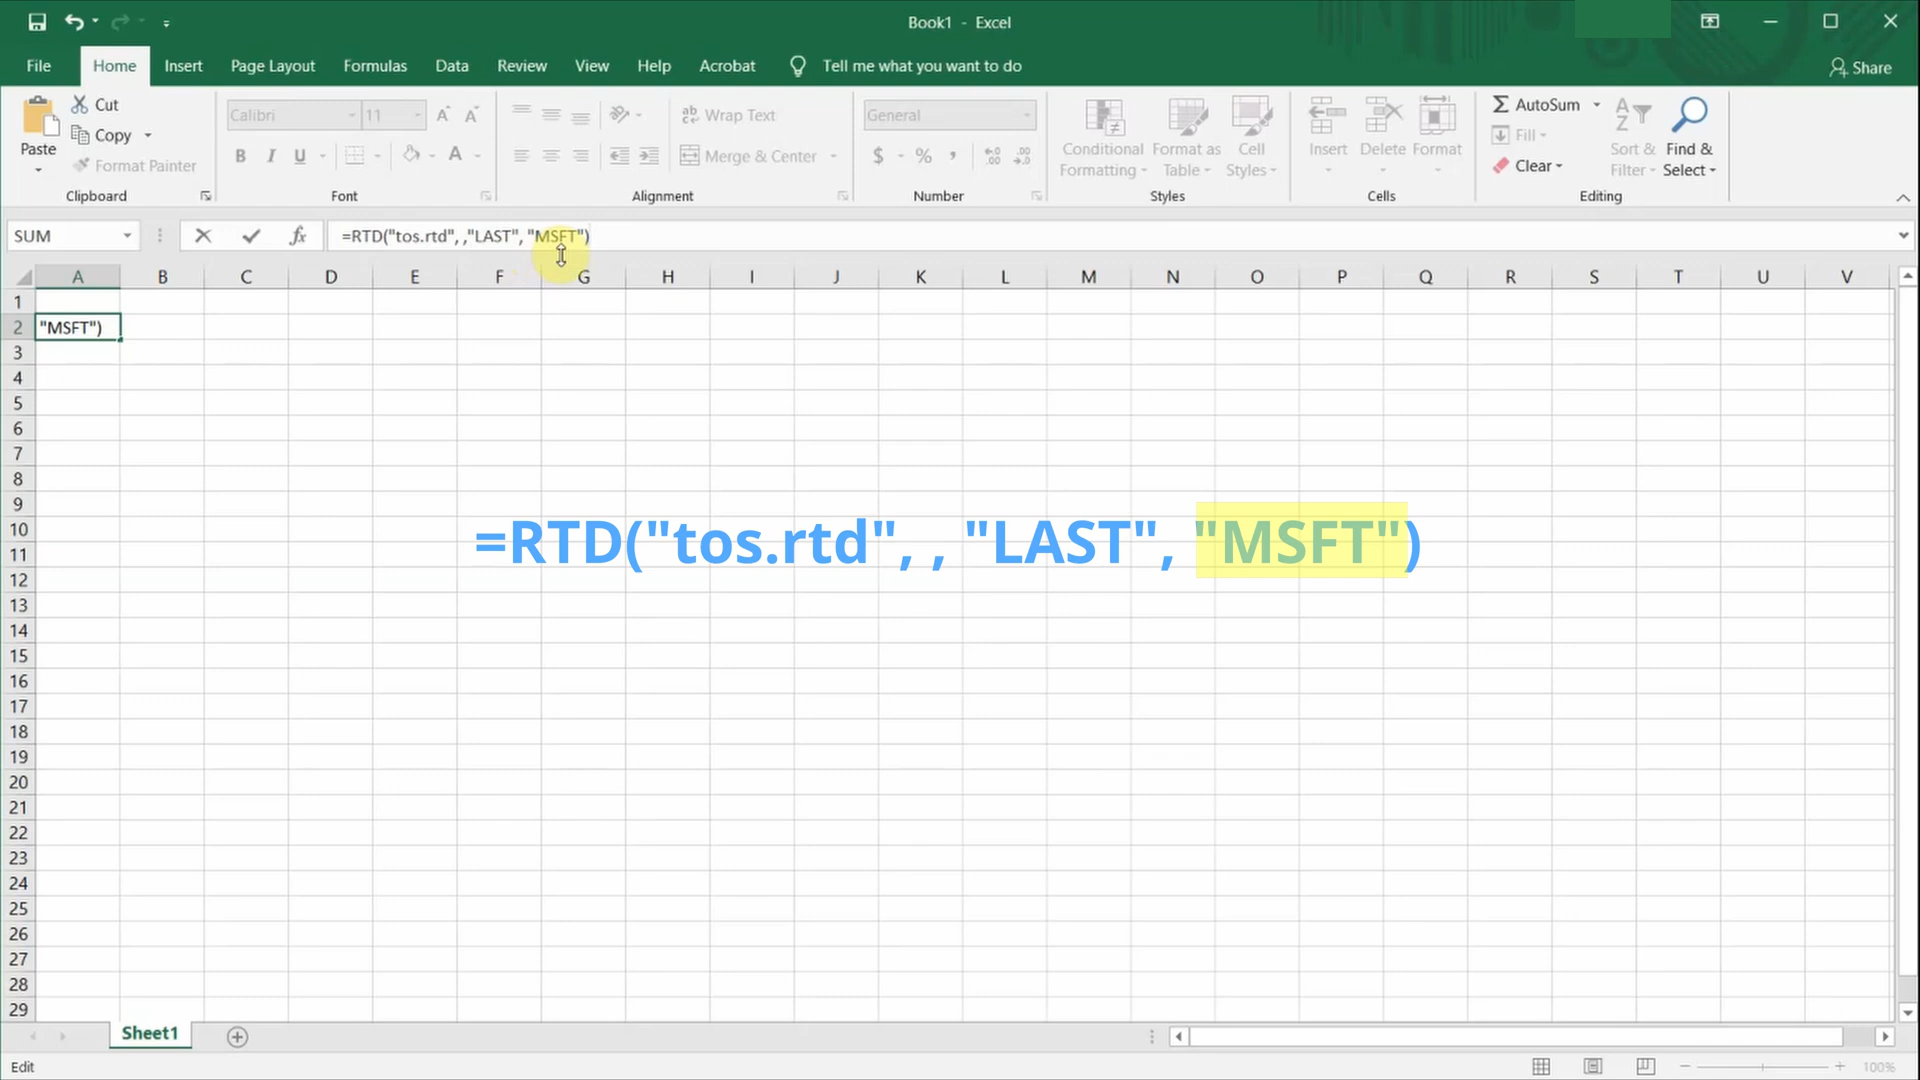 Book1 - Excel
File Home Insert Page Layout Formulas Data Review View Help Acrobat Tell me what you want to do Share
Paste
Cut
Copy
Format Painter
Clipboard
Calibri 11
B I U A
Font
Wrap Text
Merge & Center
Alignment
General
$ % ,
Number
Conditional Formatting
Format as Table
Cell Styles
Styles
Insert Delete Format
Cells
AutoSum
Fill
Clear
Sort & Filter
Find & Select
Editing
SUM fx =RTD("tos.rtd", ,"LAST", "MSFT")
A B C D E F G H I J K L M N O P Q R S T U V
1
2 "MSFT")
3
4
5
6
7
8
9
10
=RTD("tos.rtd", , "LAST", "MSFT")
11
12
13
14
15
16
17
18
19
20
21
22
23
24
25
26
27
28
29
Sheet1
Edit 100%